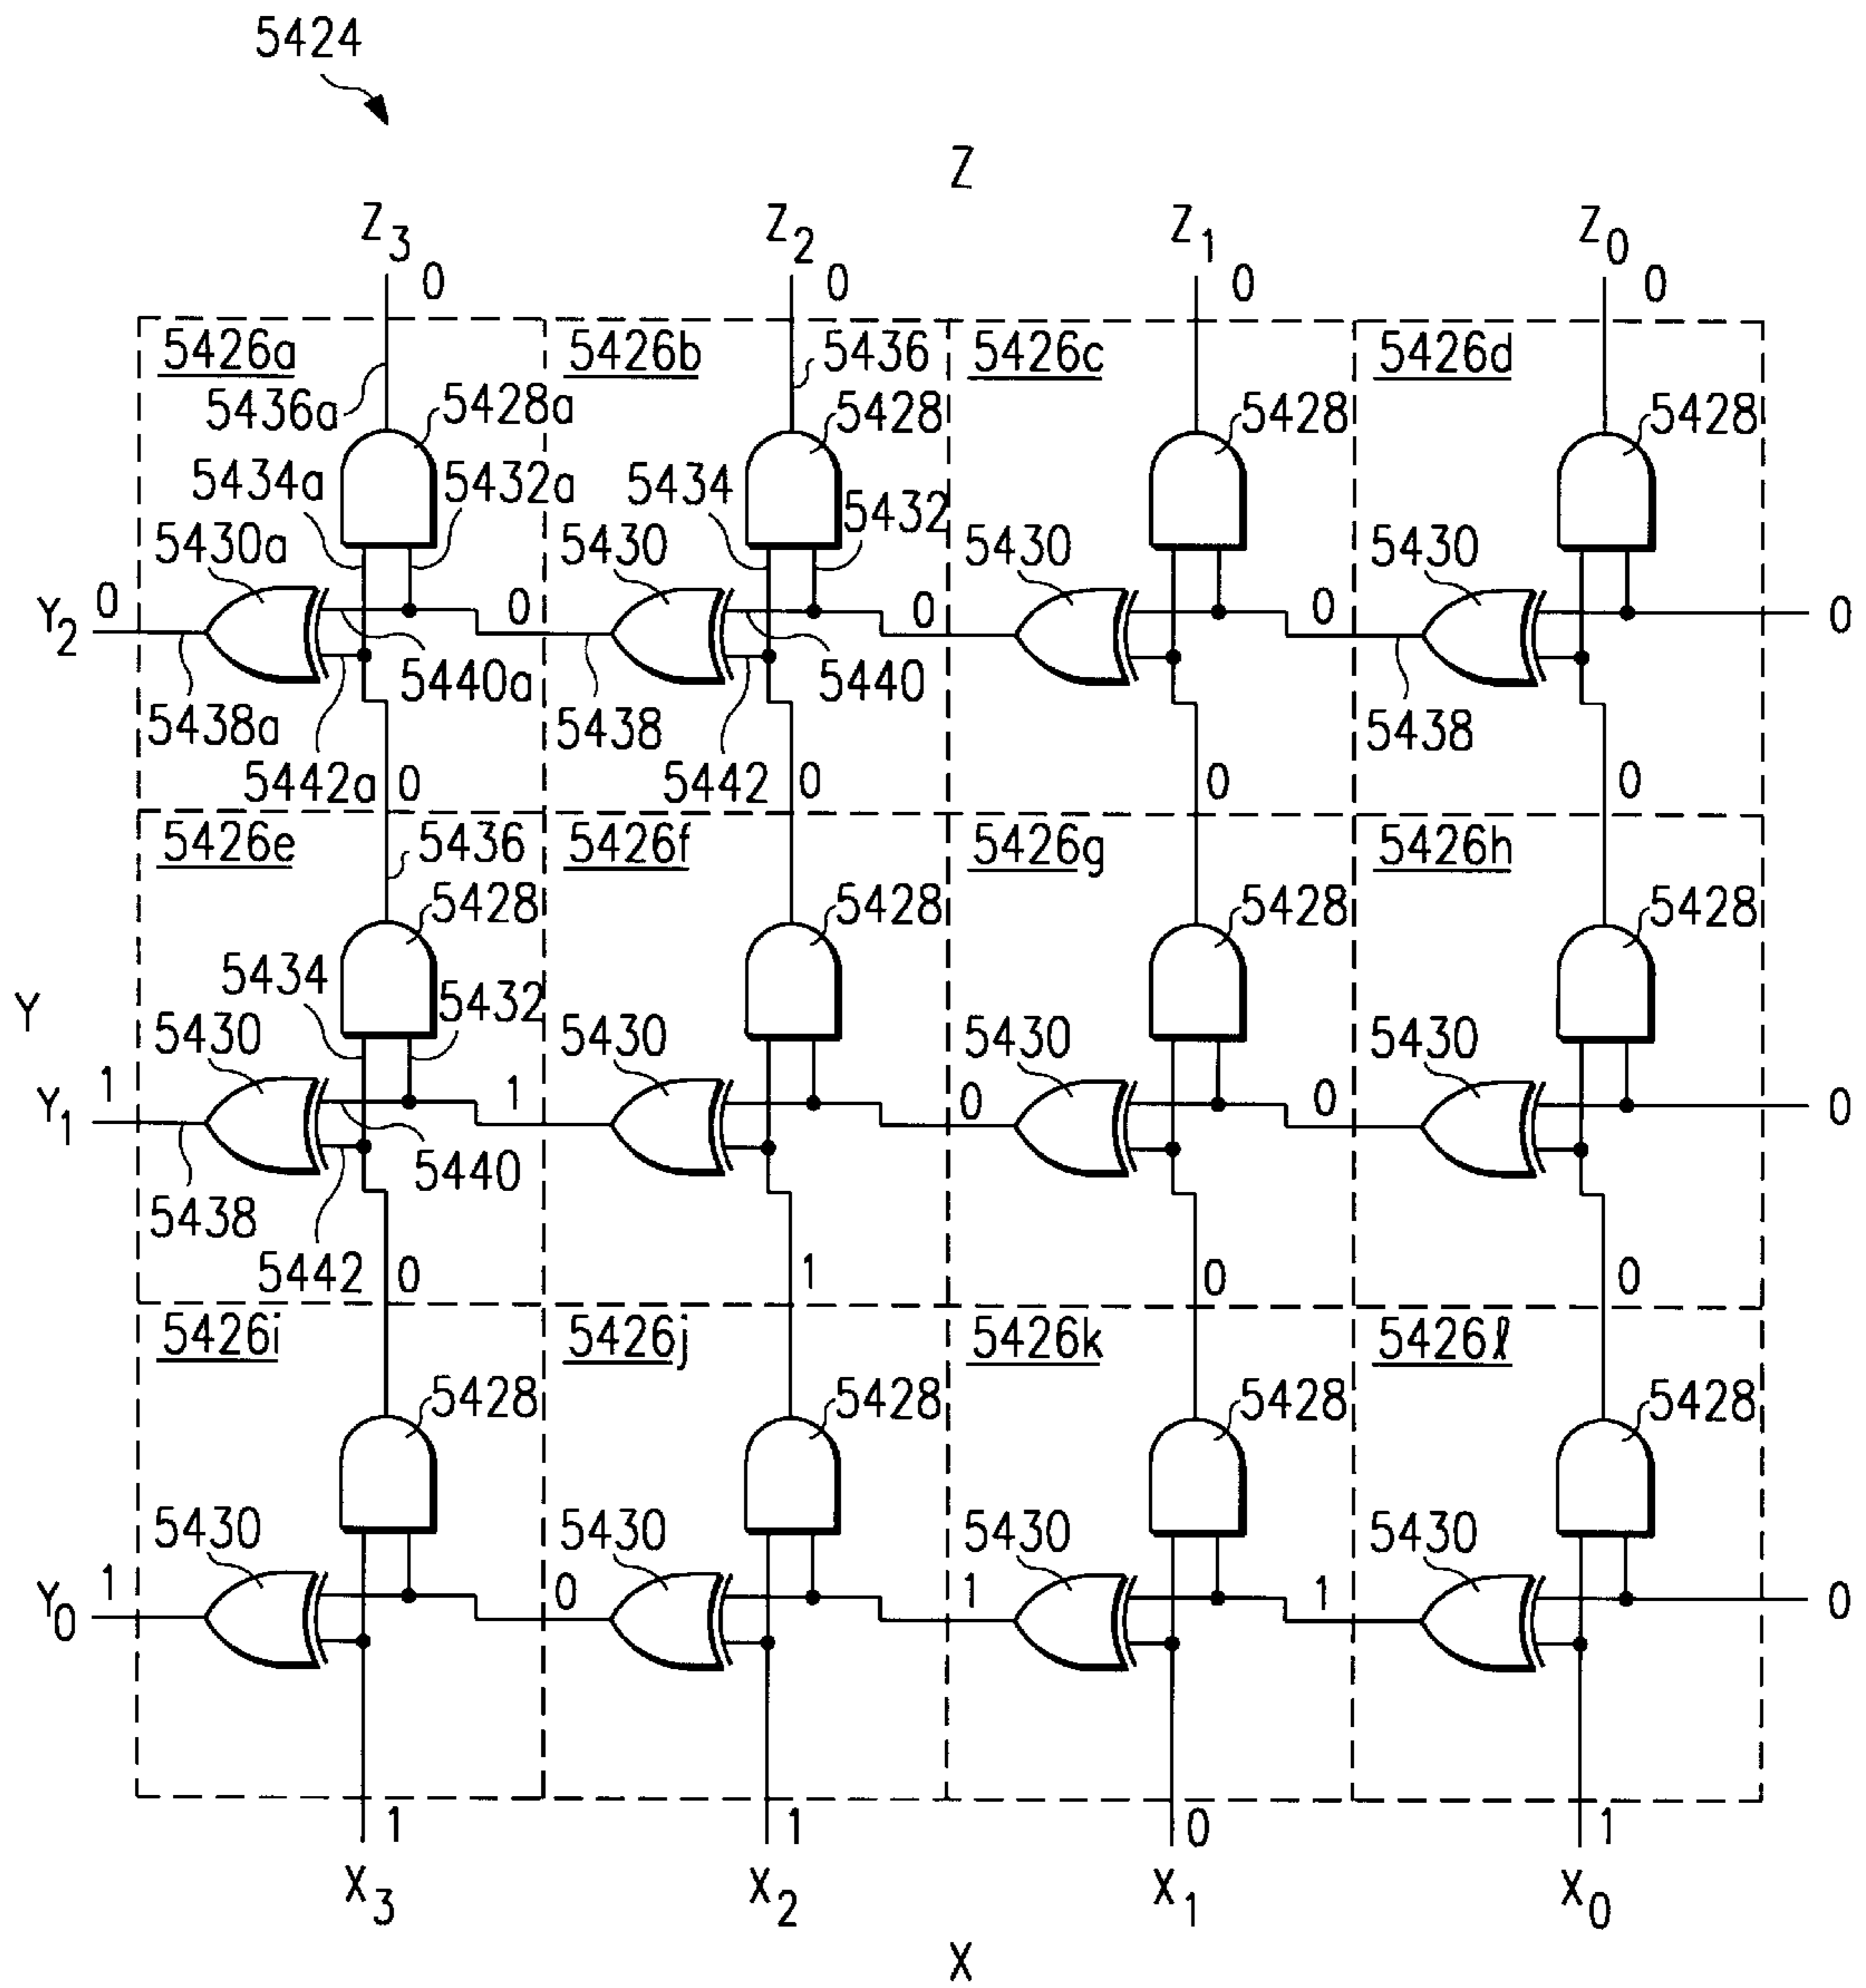 5424
Z
Z3 Z2 Z1 Z0
0 0 0 0
5426a 5426b 5436 5426c 5426d
5436a 5428a 5428 5428 5428
5434a 5432a 5434 5432
5430a 5430 5430 5430
Y2 0 0 0 0 0
5440a 5440
5438a 5438 5438
5442a 0 5442 0 0 0
5426e 5436 5426f 5426g 5426h
5428 5428 5428 5428
5434 5432
Y
5430 5430 5430 5430
Y1 1 1 0 0 0
5440
5438
5442 0 1 0 0
5426i 5426j 5426k 5426ℓ
5428 5428 5428 5428
5430 5430 5430 5430
Y0 1 0 1 1 0
1 1 0 1
X3 X2 X1 X0
X